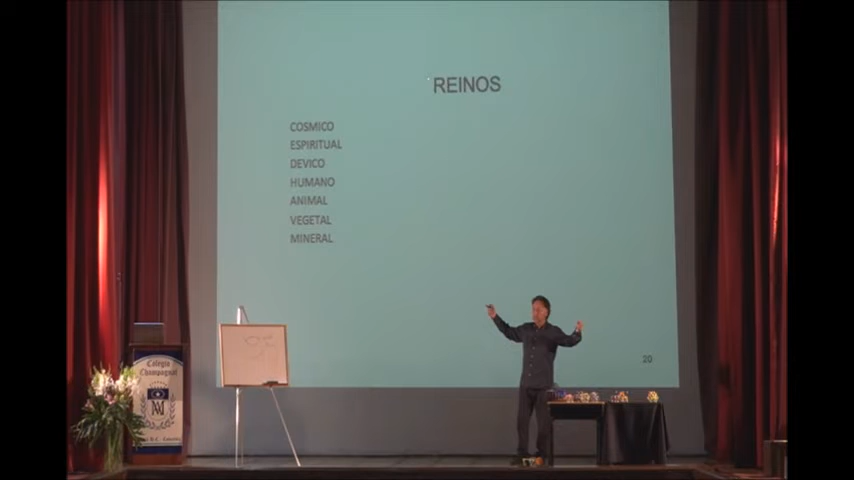 REINOS
COSMICO
ESPIRITUAL
DEVICO
HUMANO
ANIMAL
VEGETAL
MINERAL
20
Colegio
Champagnat